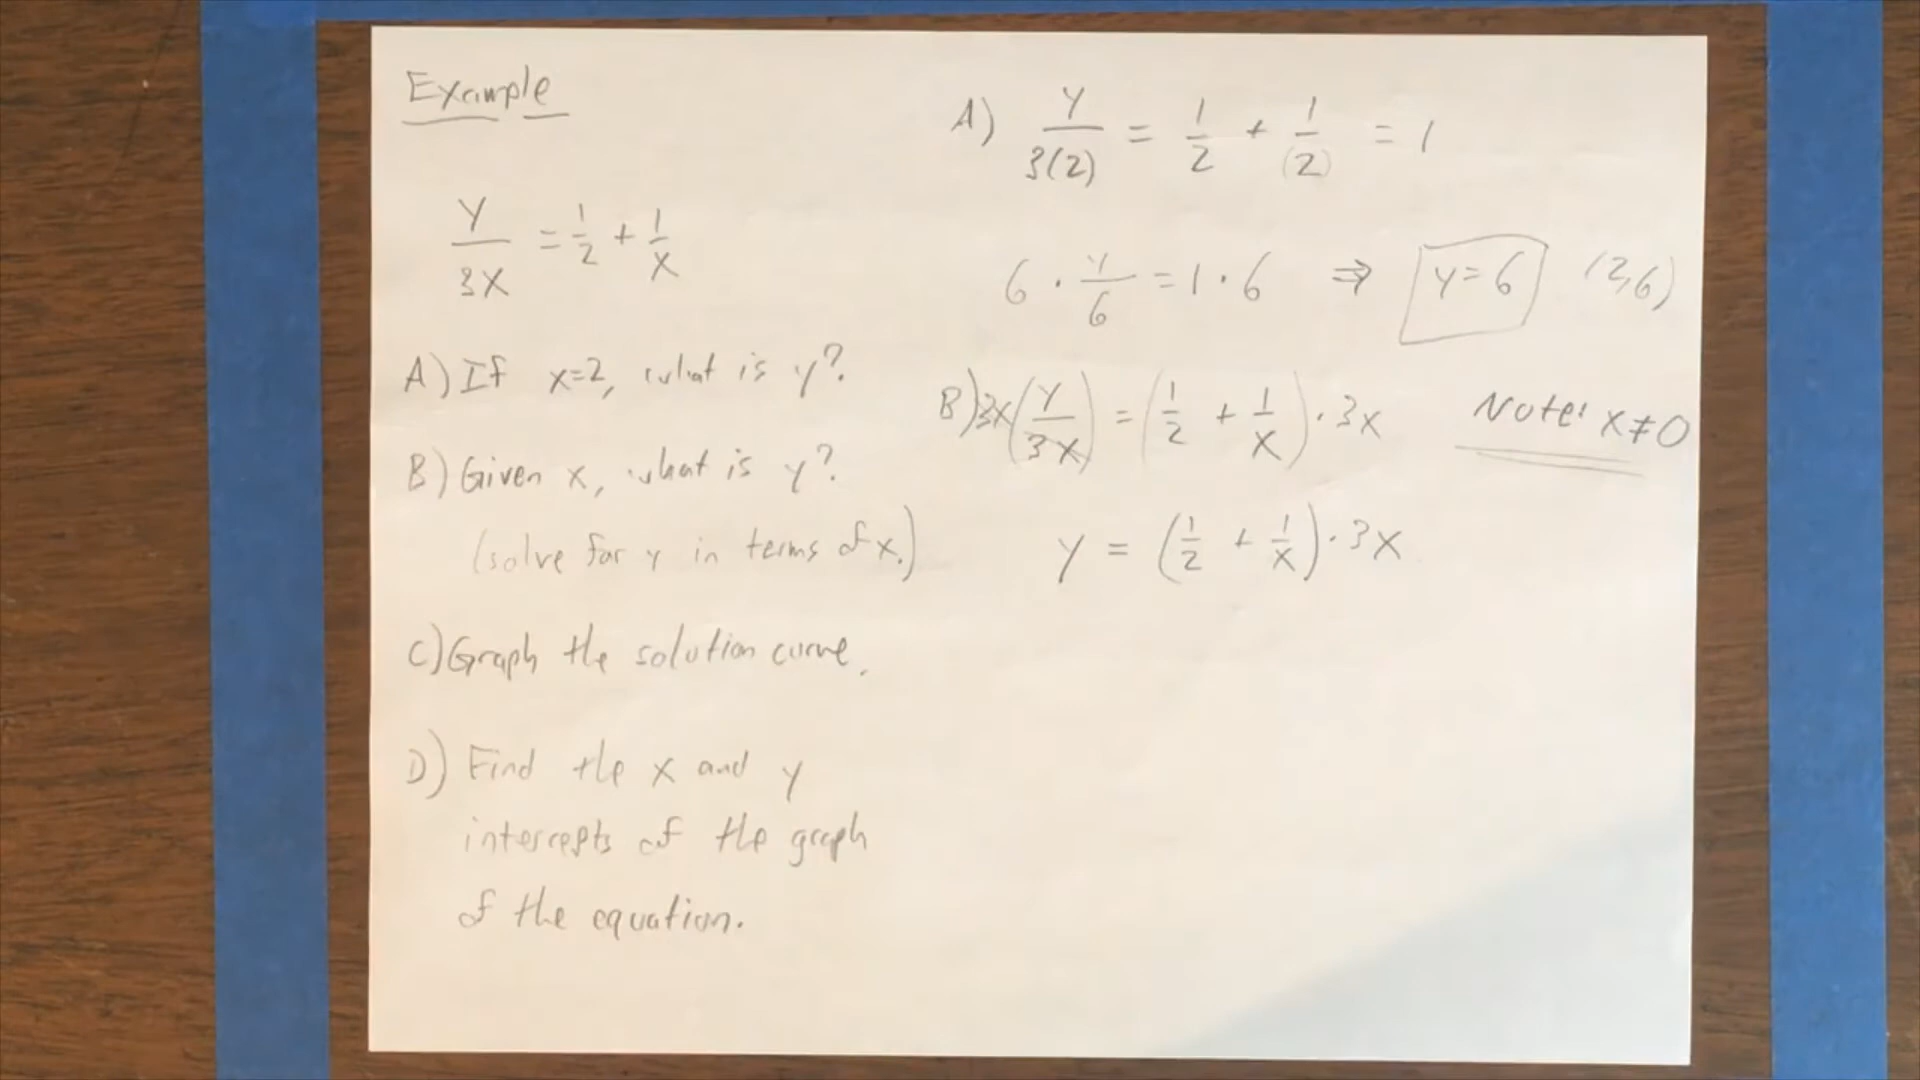 Example
y/3x = 1/2 + 1/x
A) If x=2, what is y?
B) Given x, what is y?
(solve for y in terms of x.)
C) Graph the solution curve.
D) Find the x and y
intercepts of the graph
of the equation.
A) y/3(2) = 1/2 + 1/(2) = 1
6 · y/6 = 1 · 6 ⇒ y=6 (2,6)
B) 3x(y/3x) = (1/2 + 1/x) · 3x Note! x≠0
y = (1/2 + 1/x) · 3x